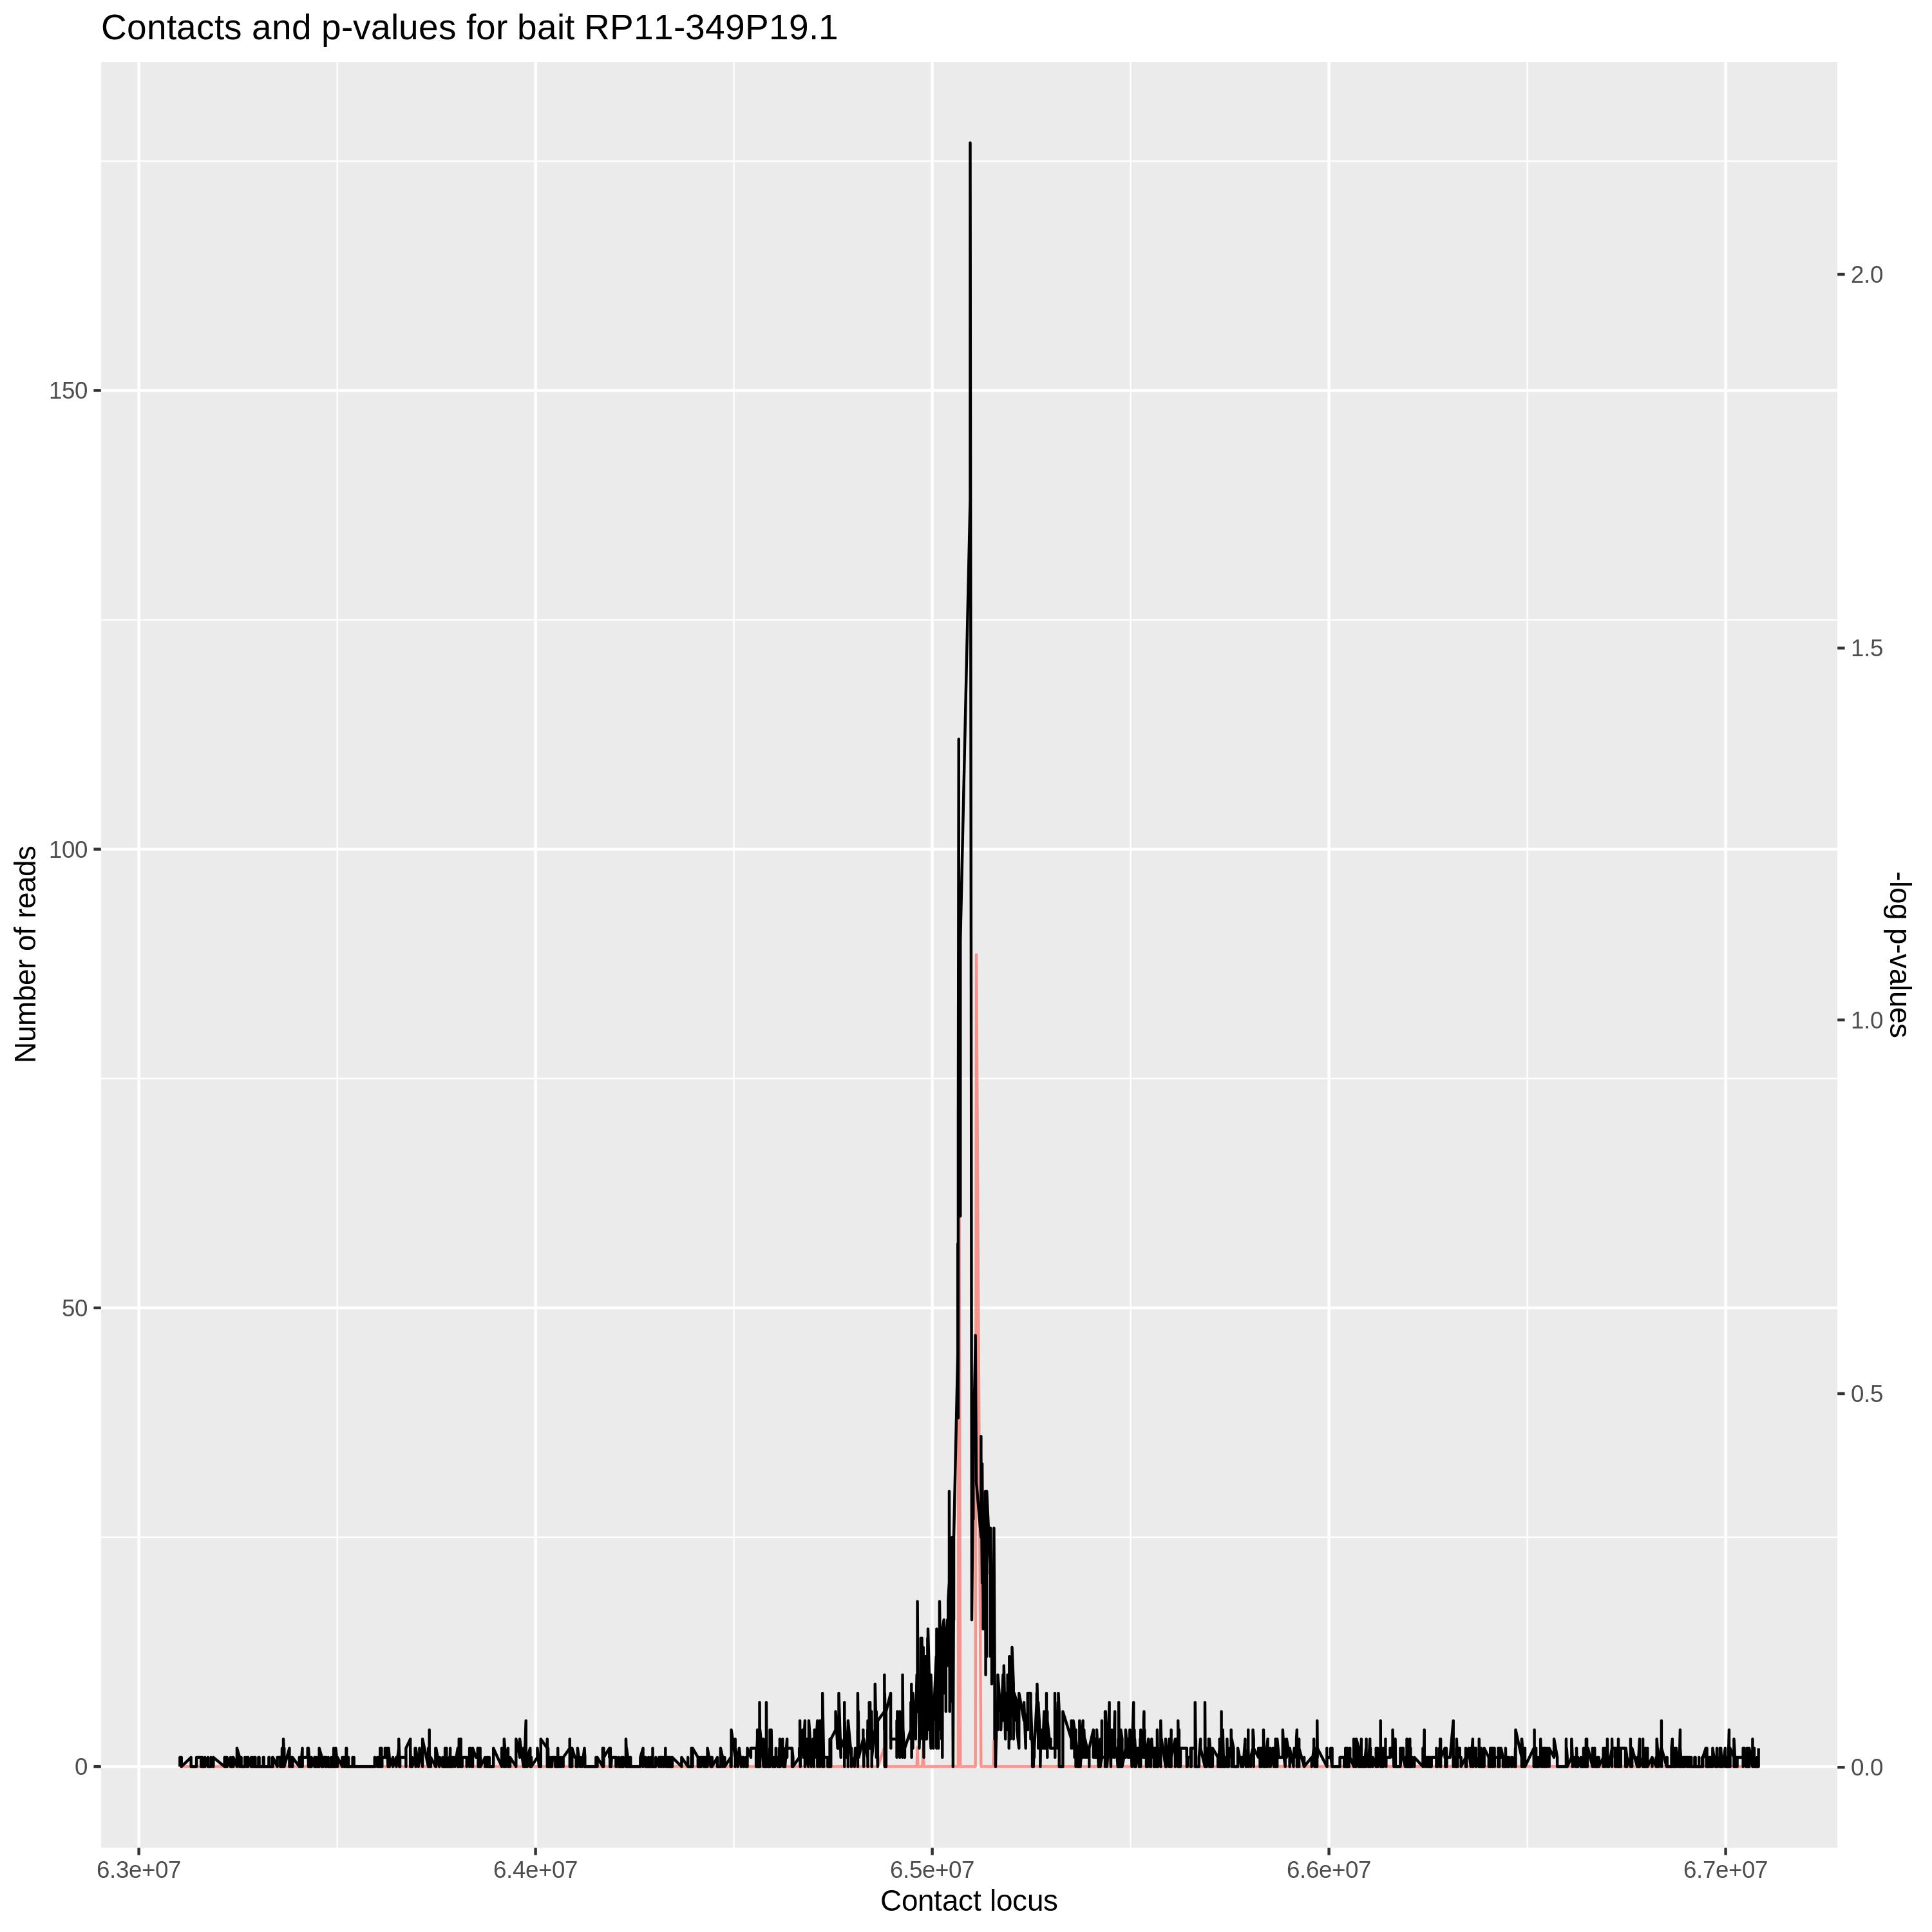 Contacts and p-values for bait RP11-349P19.1
Number of reads
150
100
50
0
2.0
1.5
1.0
0.5
0.0
-log p-values
6.3e+07
6.4e+07
6.5e+07
6.6e+07
6.7e+07
Contact locus